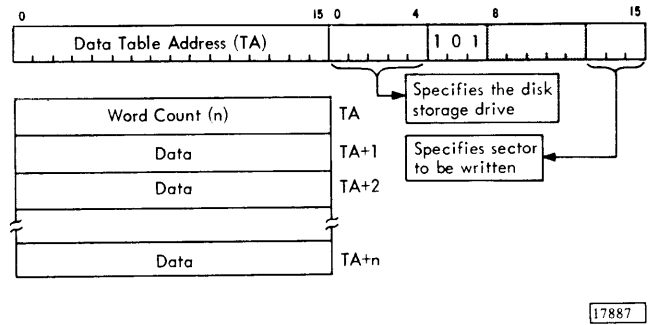 0 15 0 4 8 15
Data Table Address (TA) 1 0 1
Specifies the disk
storage drive
Word Count (n) TA
Data TA+1
Specifies sector
to be written
Data TA+2
Data TA+n
17887